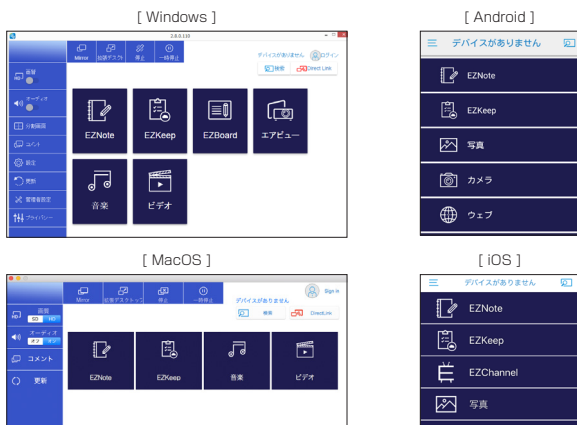 [ Windows ]
2.8.0.110
Mirror 拡張デスクト 停止 一時停止
デバイスがありません ログイン
検索 Direct Link
画質
オーディオ
分割画面
コメント
設定
更新
管理者設定
プライバシー
EZNote EZKeep EZBoard エアビュー
音楽 ビデオ
[ Android ]
デバイスがありません
EZNote
EZKeep
写真
カメラ
ウェブ
[ MacOS ]
Mirror 拡張デスクトップ 停止 一時停止
デバイスがありません Sign in
検索 DirectLink
画質
SD HD
オーディオ
オフ オン
コメント
更新
EZNote EZKeep 音楽 ビデオ
[ iOS ]
デバイスがありません
EZNote
EZKeep
EZChannel
写真